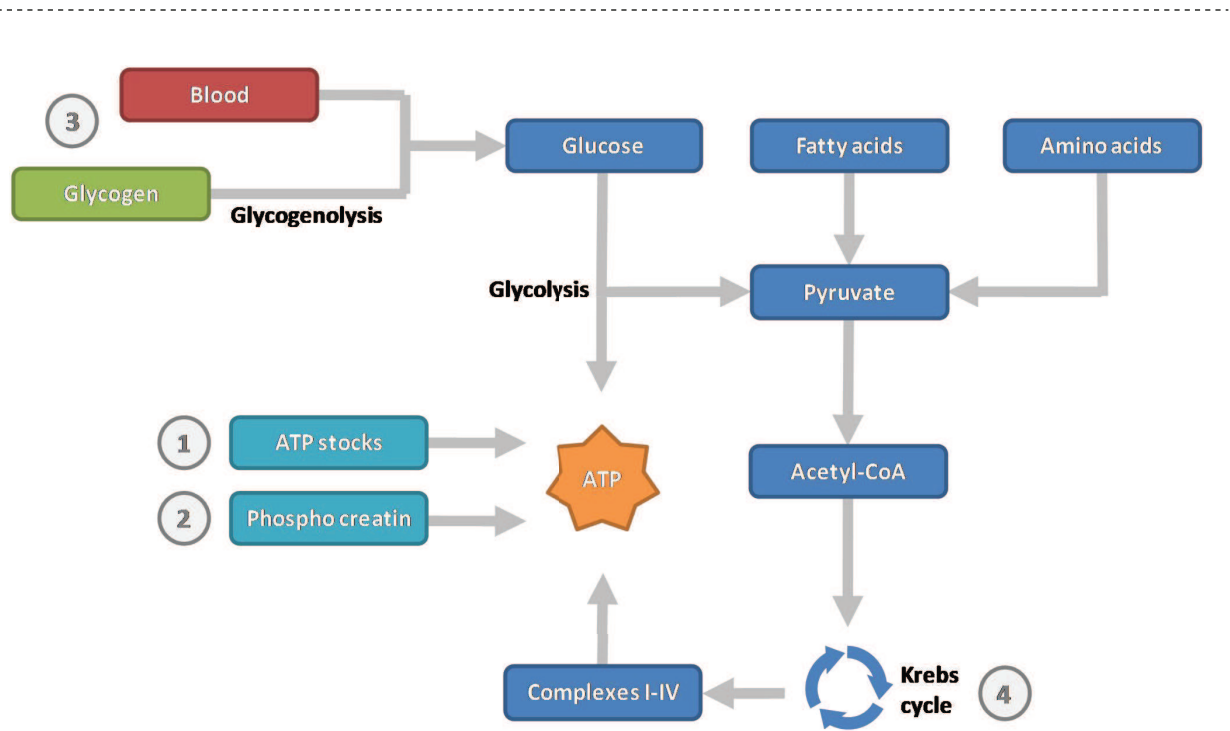 Blood
3
Glucose
Fatty acids
Amino acids
Glycogen
Glycogenolysis
Glycolysis
Pyruvate
1
ATP stocks
ATP
Acetyl-CoA
2
Phospho creatin
Complexes I-IV
Krebs
cycle
4